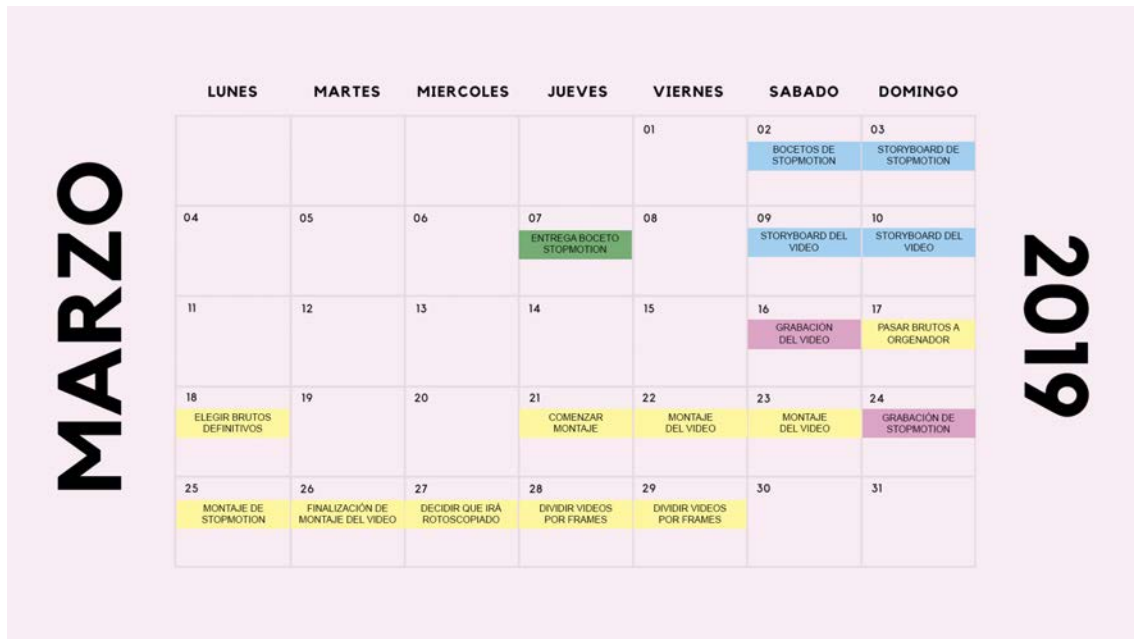 MARZO
2019
LUNES MARTES MIERCOLES JUEVES VIERNES SABADO DOMINGO
01 02 03
BOCETOS DE
STOPMOTION
STORYBOARD DE
STOPMOTION
04 05 06 07 08 09 10
ENTREGA BOCETO
STOPMOTION
STORYBOARD DEL
VIDEO
STORYBOARD DEL
VIDEO
11 12 13 14 15 16 17
GRABACIÓN
DEL VIDEO
PASAR BRUTOS A
ORGENADOR
18 19 20 21 22 23 24
ELEGIR BRUTOS
DEFINITIVOS
COMENZAR
MONTAJE
MONTAJE
DEL VIDEO
MONTAJE
DEL VIDEO
GRABACIÓN DE
STOPMOTION
25 26 27 28 29 30 31
MONTAJE DE
STOPMOTION
FINALIZACIÓN DE
MONTAJE DEL VIDEO
DECIDIR QUE IRÁ
ROTOSCOPIADO
DIVIDIR VIDEOS
POR FRAMES
DIVIDIR VIDEOS
POR FRAMES